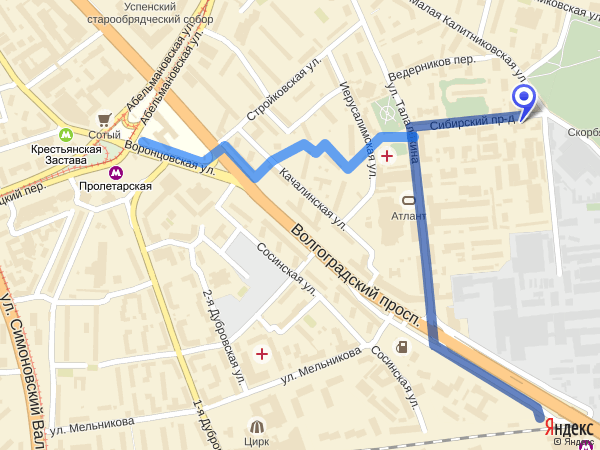 Успенский
старообрядческий собор
Абельмановская ул.
Абельмановская ул.
Малая Калитниковская ул.
Ведерников пер.
Стройковская ул.
Иерусалимская ул.
ул. Талалихина
Сибирский пр-д
Скорбя
Сотый
Крестьянская
Застава
Воронцовская ул.
Пролетарская
цкий пер.
Качалинская ул.
Атлант
Волгоградский просп.
Сосинская ул.
ул. Симоновский Вал
2-я Дубровская ул.
ул. Мельникова
Сосинская ул.
1-я Дубров
ул. Мельникова
Цирк
Яндекс
© Яндекс